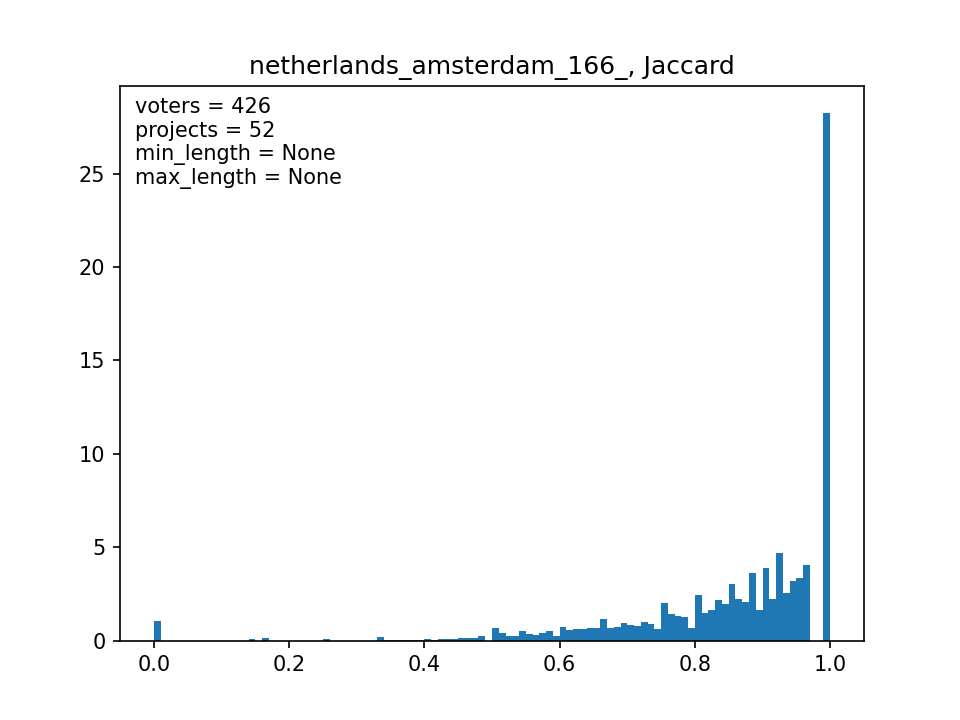 netherlands_amsterdam_166_, Jaccard
voters = 426
projects = 52
min_length = None
max_length = None
25
20
15
10
5
0
0.0 0.2 0.4 0.6 0.8 1.0